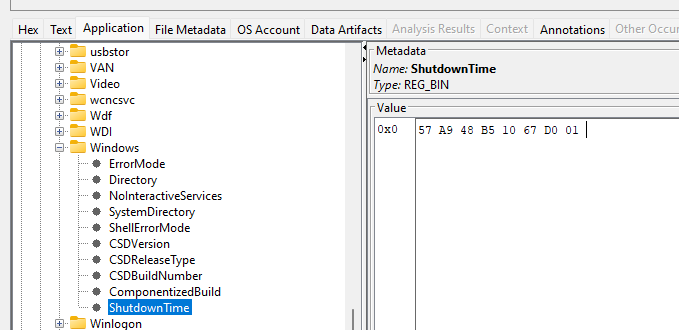 Hex Text Application File Metadata OS Account Data Artifacts Analysis Results Context Annotations Other Occur
usbstor
VAN
Video
wcncsvc
Wdf
WDI
Windows
ErrorMode
Directory
NoInteractiveServices
SystemDirectory
ShellErrorMode
CSDVersion
CSDReleaseType
CSDBuildNumber
ComponentizedBuild
ShutdownTime
Winlogon
Metadata
Name: ShutdownTime
Type: REG_BIN
Value
0x0 57 A9 48 B5 10 67 D0 01